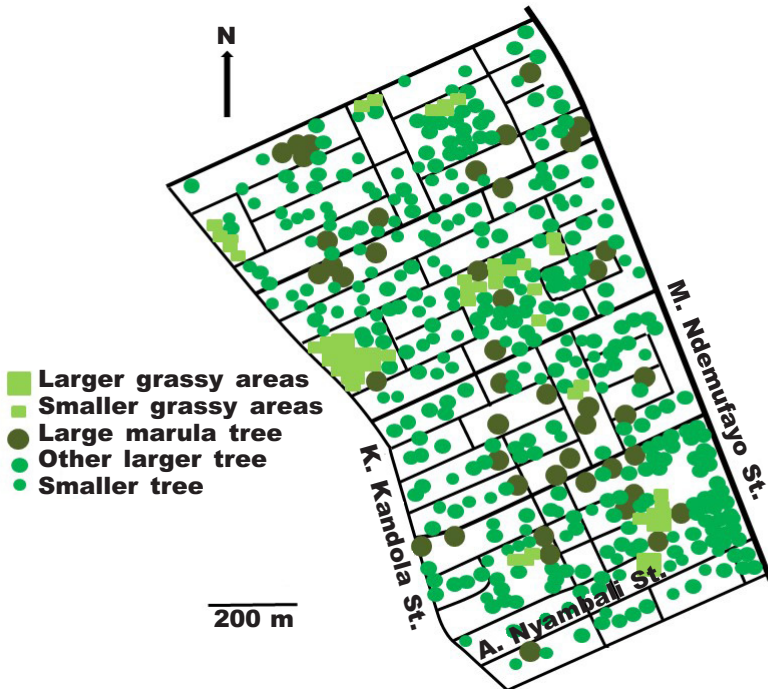 N
M. Ndemufayo St.
Larger grassy areas
Smaller grassy areas
Large marula tree
Other larger tree
Smaller tree
K. Kandola St.
A. Nyambali St.
200 m